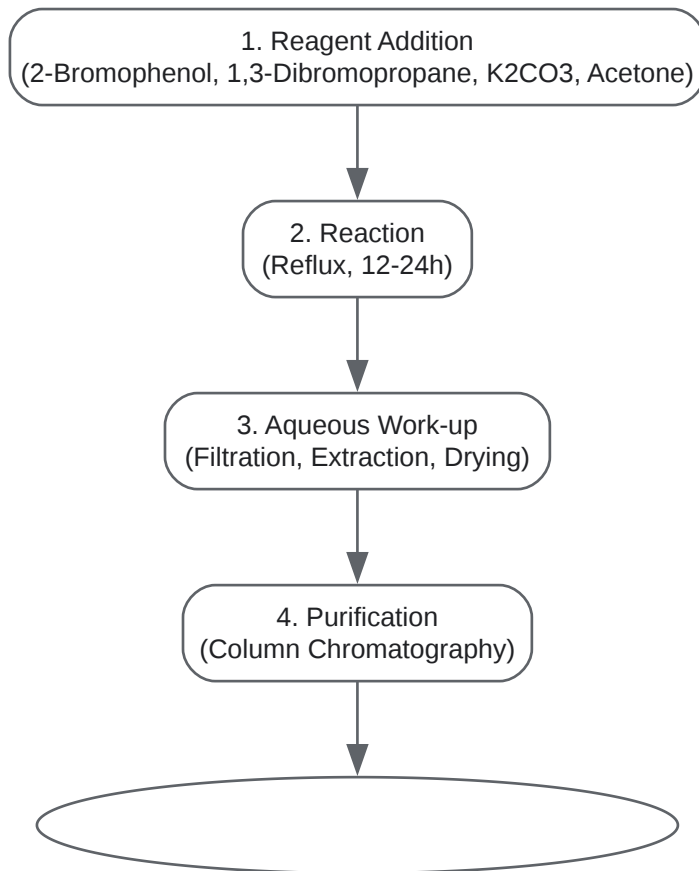 1. Reagent Addition
(2-Bromophenol, 1,3-Dibromopropane, K2CO3, Acetone)
2. Reaction
(Reflux, 12-24h)
3. Aqueous Work-up
(Filtration, Extraction, Drying)
4. Purification
(Column Chromatography)